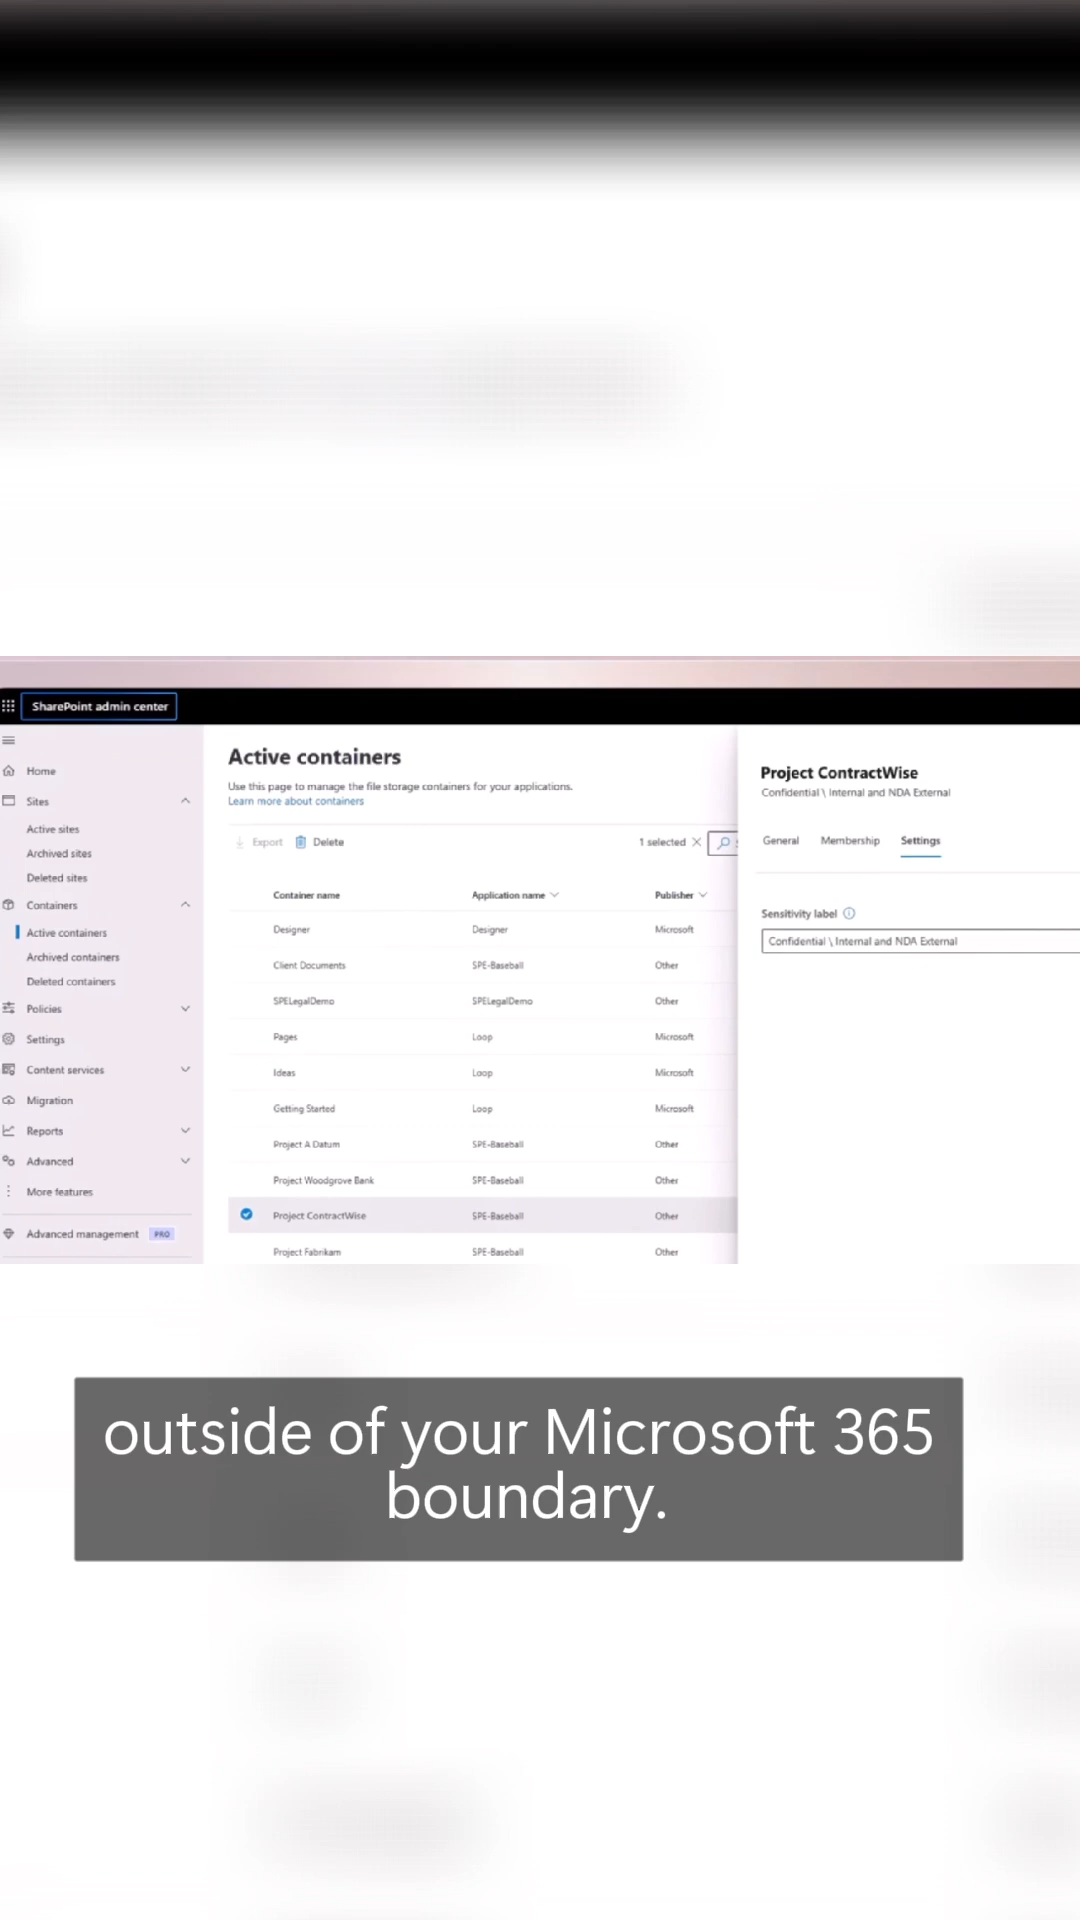 SharePoint admin center
Home
Sites
Active sites
Archived sites
Deleted sites
Containers
Active containers
Archived containers
Deleted containers
Policies
Settings
Content services
Migration
Reports
Advanced
More features
Advanced management PRO
Active containers
Use this page to manage the file storage containers for your applications.
Learn more about containers
Export Delete 1 selected
Container name Application name Publisher
Designer Designer Microsoft
Client Documents SPE-Baseball Other
SPELegalDemo SPELegalDemo Other
Pages Loop Microsoft
Ideas Loop Microsoft
Getting Started Loop Microsoft
Project A Datum SPE-Baseball Other
Project Woodgrove Bank SPE-Baseball Other
Project ContractWise SPE-Baseball Other
Project Fabrikam SPE-Baseball Other
Project ContractWise
Confidential \ Internal and NDA External
General Membership Settings
Sensitivity label
Confidential \ Internal and NDA External
outside of your Microsoft 365
boundary.